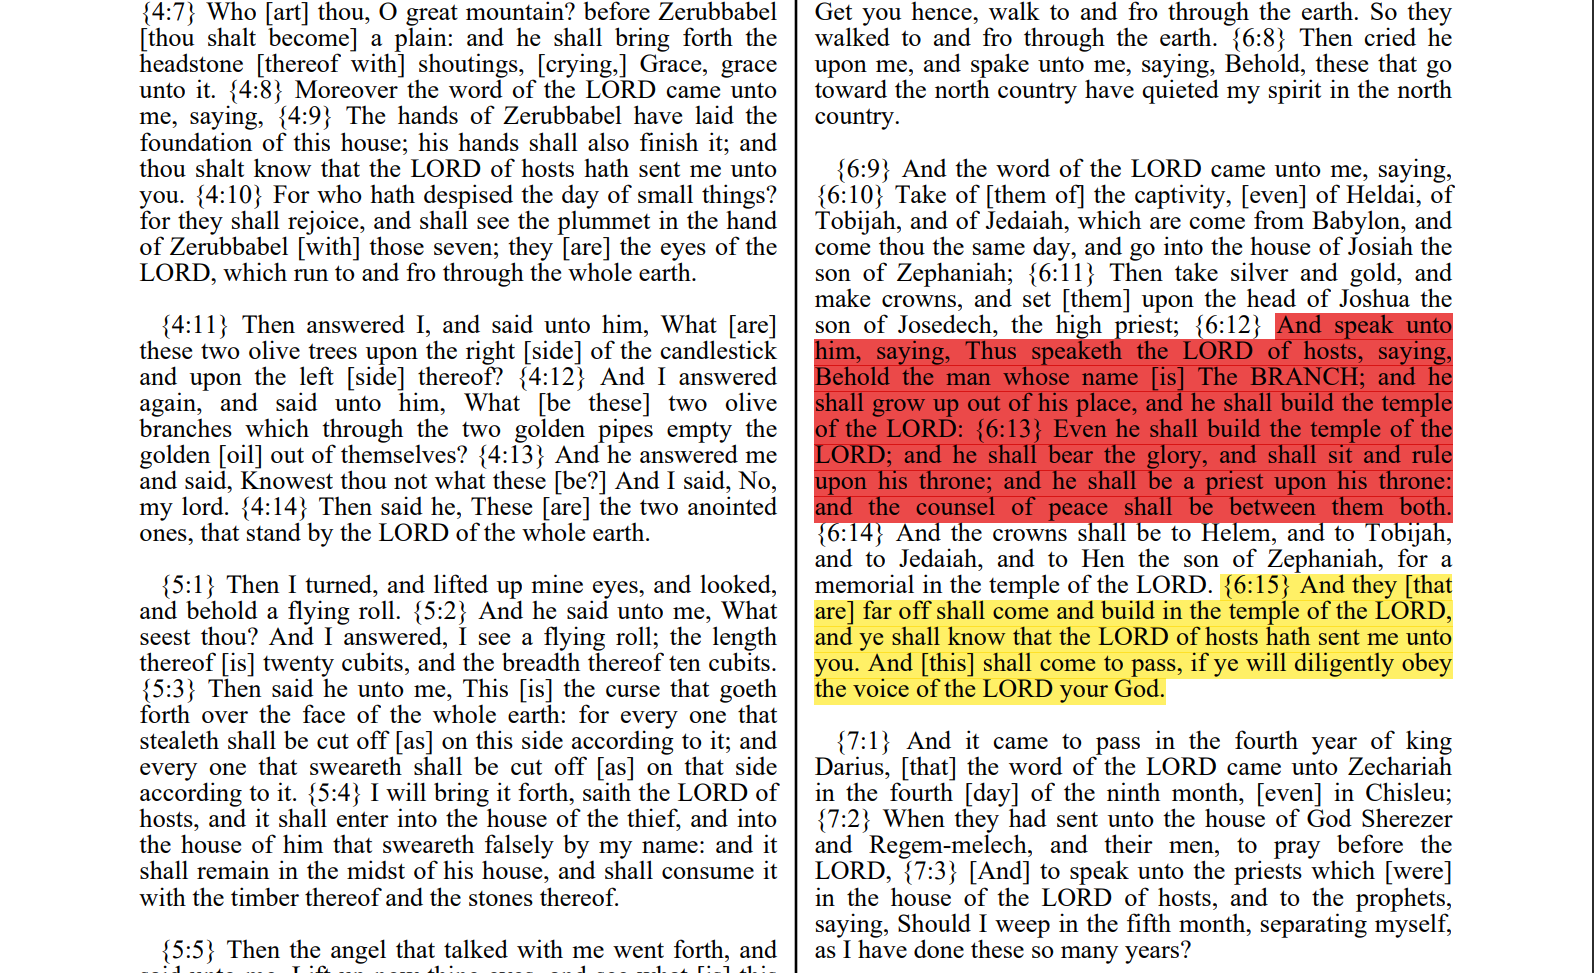 {4:7} Who [art] thou, O great mountain? before Zerubbabel
[thou shalt become] a plain: and he shall bring forth the
headstone [thereof with] shoutings, [crying,] Grace, grace
unto it. {4:8} Moreover the word of the LORD came unto
me, saying, {4:9} The hands of Zerubbabel have laid the
foundation of this house; his hands shall also finish it; and
thou shalt know that the LORD of hosts hath sent me unto
you. {4:10} For who hath despised the day of small things?
for they shall rejoice, and shall see the plummet in the hand
of Zerubbabel [with] those seven; they [are] the eyes of the
LORD, which run to and fro through the whole earth.
{4:11} Then answered I, and said unto him, What [are]
these two olive trees upon the right [side] of the candlestick
and upon the left [side] thereof? {4:12} And I answered
again, and said unto him, What [be these] two olive
branches which through the two golden pipes empty the
golden [oil] out of themselves? {4:13} And he answered me
and said, Knowest thou not what these [be?] And I said, No,
my lord. {4:14} Then said he, These [are] the two anointed
ones, that stand by the LORD of the whole earth.
{5:1} Then I turned, and lifted up mine eyes, and looked,
and behold a flying roll. {5:2} And he said unto me, What
seest thou? And I answered, I see a flying roll; the length
thereof [is] twenty cubits, and the breadth thereof ten cubits.
{5:3} Then said he unto me, This [is] the curse that goeth
forth over the face of the whole earth: for every one that
stealeth shall be cut off [as] on this side according to it; and
every one that sweareth shall be cut off [as] on that side
according to it. {5:4} I will bring it forth, saith the LORD of
hosts, and it shall enter into the house of the thief, and into
the house of him that sweareth falsely by my name: and it
shall remain in the midst of his house, and shall consume it
with the timber thereof and the stones thereof.
{5:5} Then the angel that talked with me went forth, and
said unto me, Lift up now thine eyes, and see what [is] this
Get you hence, walk to and fro through the earth. So they
walked to and fro through the earth. {6:8} Then cried he
upon me, and spake unto me, saying, Behold, these that go
toward the north country have quieted my spirit in the north
country.
{6:9} And the word of the LORD came unto me, saying,
{6:10} Take of [them of] the captivity, [even] of Heldai, of
Tobijah, and of Jedaiah, which are come from Babylon, and
come thou the same day, and go into the house of Josiah the
son of Zephaniah; {6:11} Then take silver and gold, and
make crowns, and set [them] upon the head of Joshua the
son of Josedech, the high priest; {6:12} And speak unto
him, saying, Thus speaketh the LORD of hosts, saying,
Behold the man whose name [is] The BRANCH; and he
shall grow up out of his place, and he shall build the temple
of the LORD: {6:13} Even he shall build the temple of the
LORD; and he shall bear the glory, and shall sit and rule
upon his throne; and he shall be a priest upon his throne:
and the counsel of peace shall be between them both.
{6:14} And the crowns shall be to Helem, and to Tobijah,
and to Jedaiah, and to Hen the son of Zephaniah, for a
memorial in the temple of the LORD. {6:15} And they [that
are] far off shall come and build in the temple of the LORD,
and ye shall know that the LORD of hosts hath sent me unto
you. And [this] shall come to pass, if ye will diligently obey
the voice of the LORD your God.
{7:1} And it came to pass in the fourth year of king
Darius, [that] the word of the LORD came unto Zechariah
in the fourth [day] of the ninth month, [even] in Chisleu;
{7:2} When they had sent unto the house of God Sherezer
and Regem-melech, and their men, to pray before the
LORD, {7:3} [And] to speak unto the priests which [were]
in the house of the LORD of hosts, and to the prophets,
saying, Should I weep in the fifth month, separating myself,
as I have done these so many years?